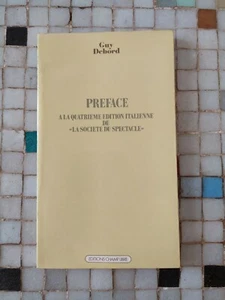 Guy
Debord
PREFACE
A LA QUATRIEME EDITION ITALIENNE
DE
«LA SOCIETE DU SPECTACLE»
EDITIONS CHAMP LIBRE